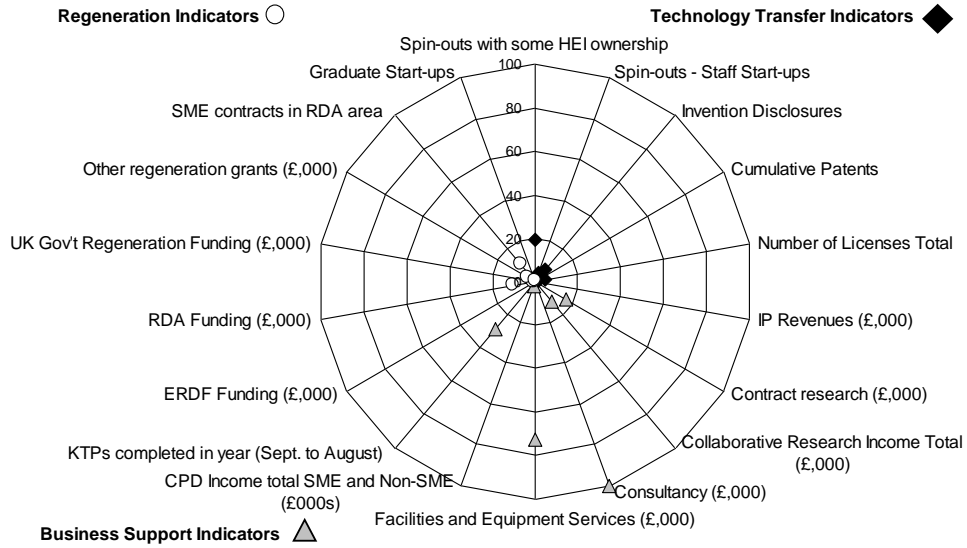 Regeneration Indicators
Technology Transfer Indicators
Spin-outs with some HEI ownership
100
Graduate Start-ups
Spin-outs - Staff Start-ups
80
SME contracts in RDA area
Invention Disclosures
60
Other regeneration grants (£,000)
Cumulative Patents
40
UK Gov't Regeneration Funding (£,000)
20
Number of Licenses Total
0
RDA Funding (£,000)
IP Revenues (£,000)
ERDF Funding (£,000)
Contract research (£,000)
KTPs completed in year (Sept. to August)
Collaborative Research Income Total
(£,000)
CPD Income total SME and Non-SME
(£000s)
Consultancy (£,000)
Facilities and Equipment Services (£,000)
Business Support Indicators